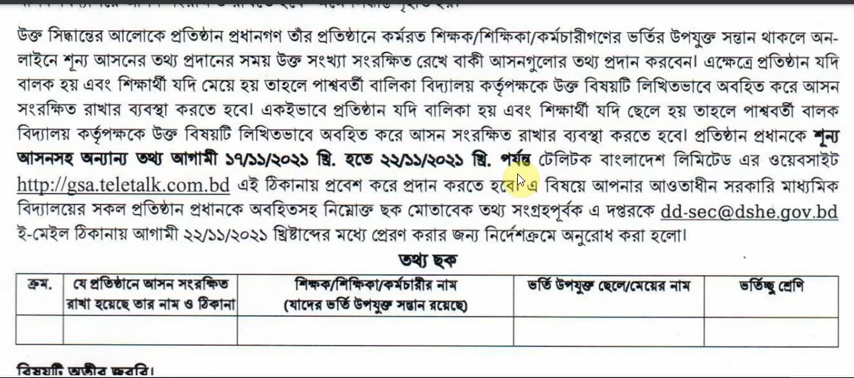 উক্ত সিদ্ধান্তের আলোকে প্রতিষ্ঠান প্রধানগণ তাঁর প্রতিষ্ঠানে কর্মরত শিক্ষক/শিক্ষিকা/কর্মচারীগণের ভর্তির উপযুক্ত সন্তান থাকলে অন-
লাইনে শূন্য আসনের তথ্য প্রদানের সময় উক্ত সংখ্যা সংরক্ষিত রেখে বাকী আসনগুলোর তথ্য প্রদান করবেন। এক্ষেত্রে প্রতিষ্ঠান যদি
বালক হয় এবং শিক্ষার্থী যদি মেয়ে হয় তাহলে পাশ্ববর্তী বালিকা বিদ্যালয় কর্তৃপক্ষকে উক্ত বিষয়টি লিখিতভাবে অবহিত করে আসন
সংরক্ষিত রাখার ব্যবস্থা করতে হবে। একইভাবে প্রতিষ্ঠান যদি বালিকা হয় এবং শিক্ষার্থী যদি ছেলে হয় তাহলে পাশ্ববর্তী বালক
বিদ্যালয় কর্তৃপক্ষকে উক্ত বিষয়টি লিখিতভাবে অবহিত করে আসন সংরক্ষিত রাখার ব্যবস্থা করতে হবে। প্রতিষ্ঠান প্রধানকে শূন্য
আসনসহ অন্যান্য তথ্য আগামী ১৭/১১/২০২১ খ্রি. হতে ২২/১১/২০২১ খ্রি. পর্যন্ত টেলিটক বাংলাদেশ লিমিটেড এর ওয়েবসাইট
http://gsa.teletalk.com.bd এই ঠিকানায় প্রবেশ করে প্রদান করতে হবে। এ বিষয়ে আপনার আওতাধীন সরকারি মাধ্যমিক
বিদ্যালয়ের সকল প্রতিষ্ঠান প্রধানকে অবহিতসহ নিম্নোক্ত ছক মোতাবেক তথ্য সংগ্রহপূর্বক এ দপ্তরকে dd-sec@dshe.gov.bd
ই-মেইল ঠিকানায় আগামী ২২/১১/২০২১ খ্রিষ্টাব্দের মধ্যে প্রেরণ করার জন্য নির্দেশক্রমে অনুরোধ করা হলো।
তথ্য ছক
ক্রম. যে প্রতিষ্ঠানে আসন সংরক্ষিত রাখা হয়েছে তার নাম ও ঠিকানা শিক্ষক/শিক্ষিকা/কর্মচারীর নাম (যাদের ভর্তি উপযুক্ত সন্তান রয়েছে) ভর্তি উপযুক্ত ছেলে/মেয়ের নাম ভর্তিচ্ছু শ্রেণি
বিষয়টি অতীব জরুরি।